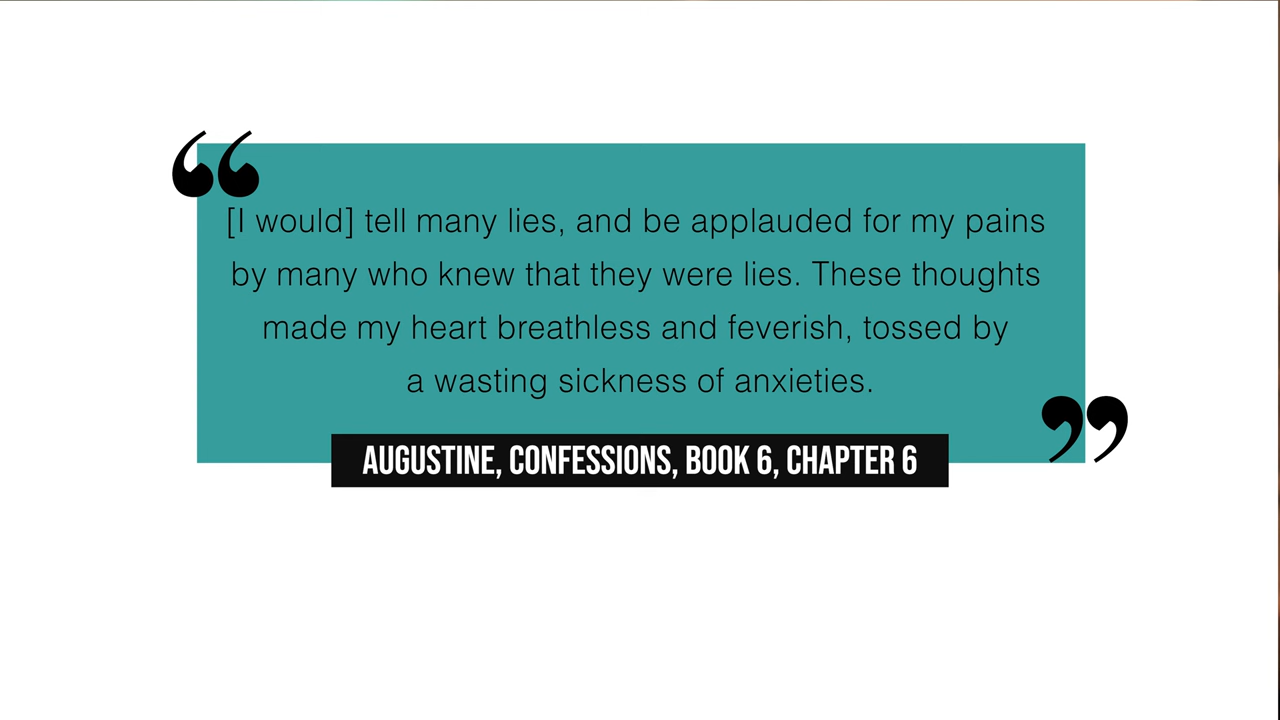 “
[I would] tell many lies, and be applauded for my pains
by many who knew that they were lies. These thoughts
made my heart breathless and feverish, tossed by
a wasting sickness of anxieties.
”
AUGUSTINE, CONFESSIONS, BOOK 6, CHAPTER 6